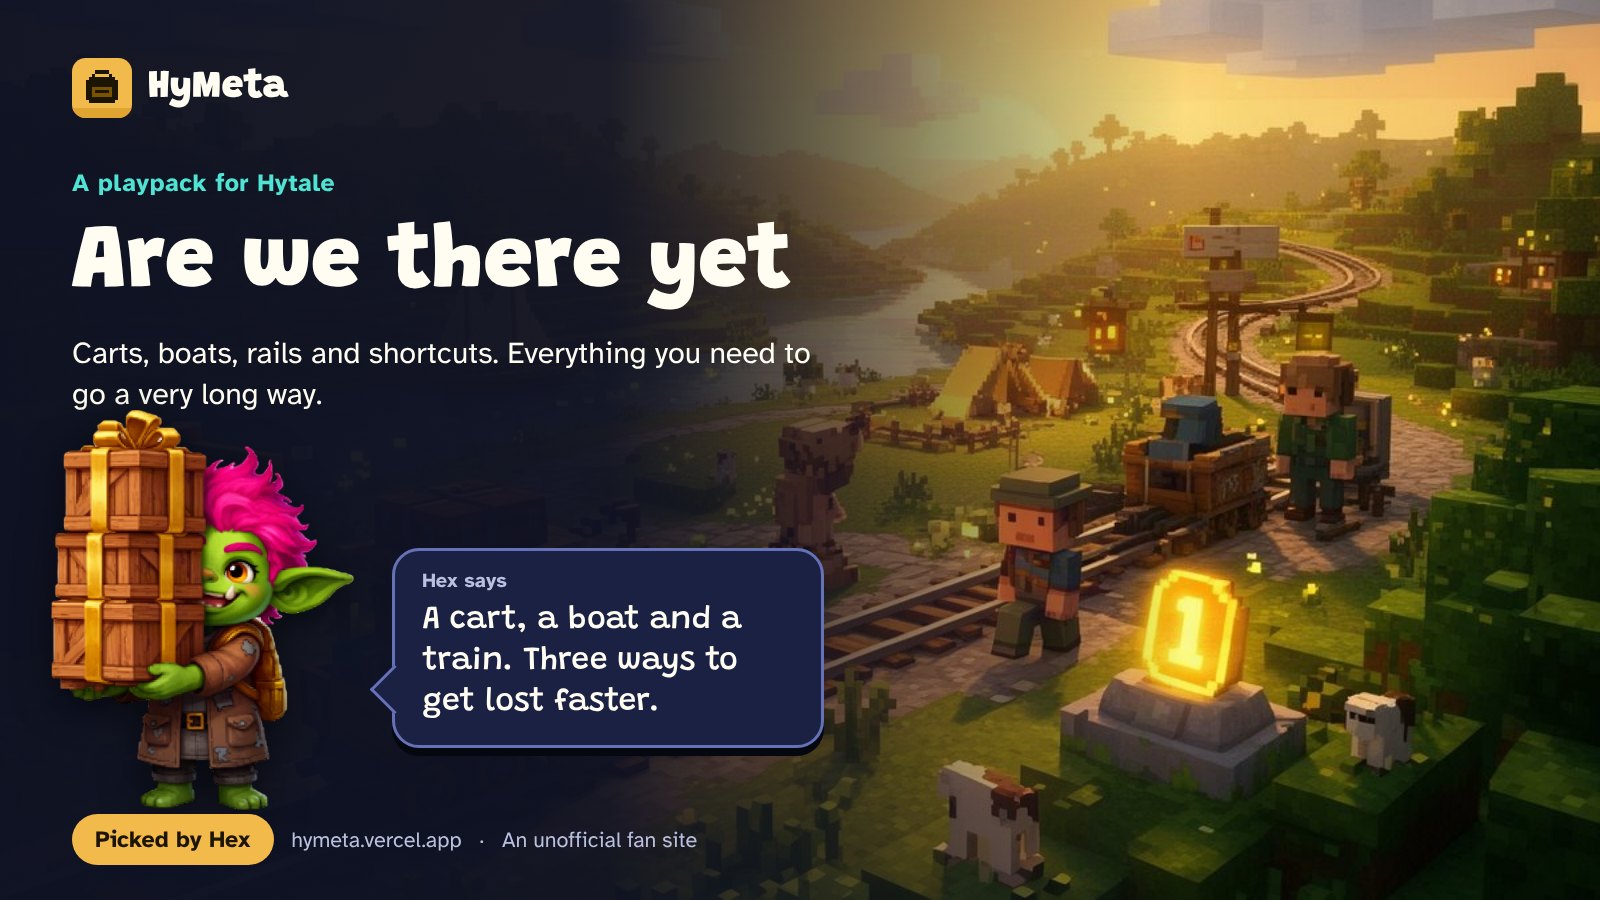 HyMeta
A playpack for Hytale
Are we there yet
Carts, boats, rails and shortcuts. Everything you need to
go a very long way.
Hex says
A cart, a boat and a
train. Three ways to
get lost faster.
1
Picked by Hex
hymeta.vercel.app · An unofficial fan site